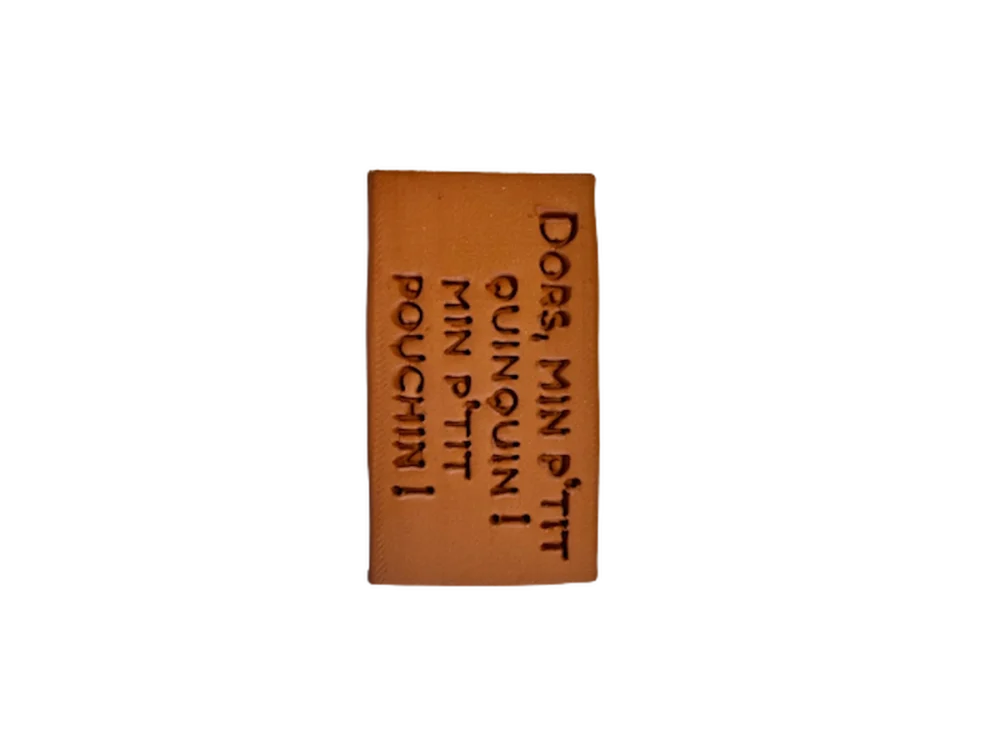 DORS, MIN P'TIT
QUINQUIN !
MIN P'TIT
POUCHIN !